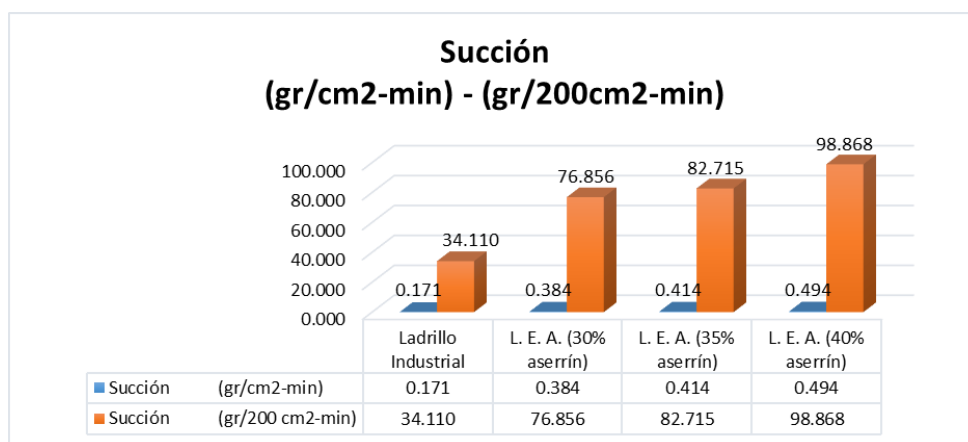 Succión
(gr/cm2-min) - (gr/200cm2-min)
98.868
100.000
76.856
82.715
80.000
60.000
34.110
40.000
20.000
0.171
0.384
0.414
0.494
0.000
Ladrillo Industrial
L. E. A. (30% aserrín)
L. E. A. (35% aserrín)
L. E. A. (40% aserrín)
Succión (gr/cm2-min) 0.171 0.384 0.414 0.494
Succión (gr/200 cm2-min) 34.110 76.856 82.715 98.868